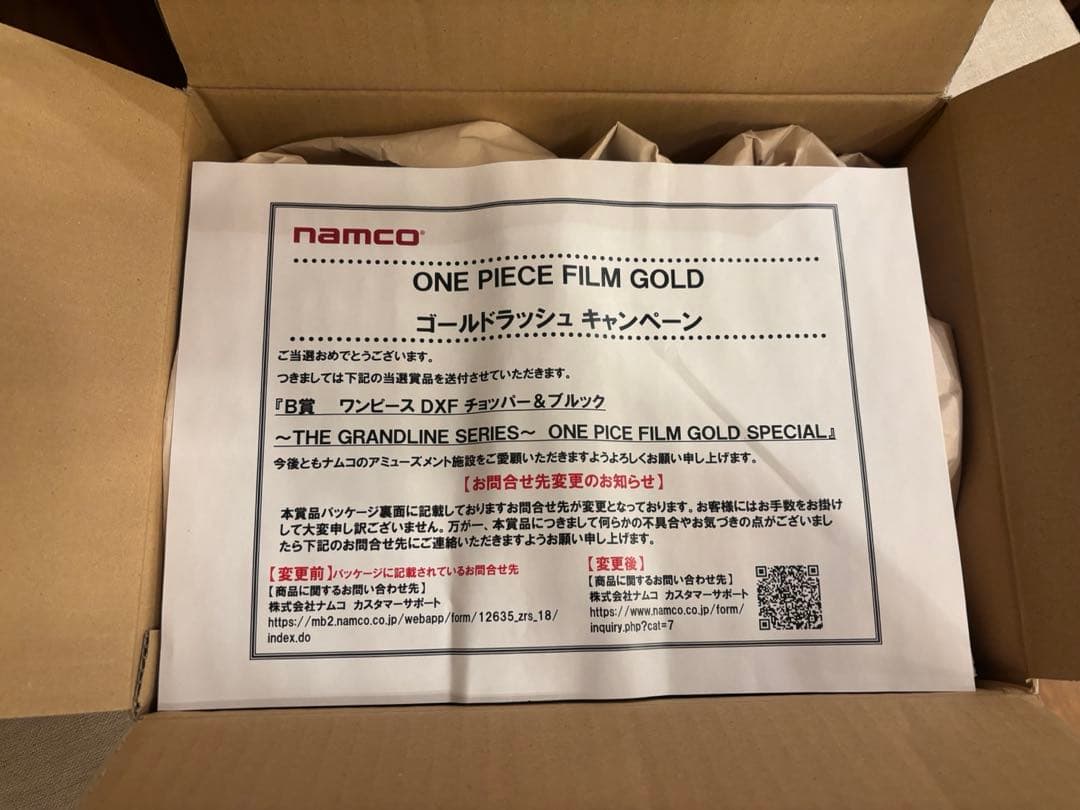 namco
ONE PIECE FILM GOLD
ゴールドラッシュ キャンペーン
ご当選おめでとうございます。
つきましては下記の当選賞品を送付させていただきます。
『B賞 ワンピース DXF チョッパー＆ブルック
～THE GRANDLINE SERIES～ ONE PICE FILM GOLD SPECIAL』
今後ともナムコのアミューズメント施設をご愛顧いただきますようよろしくお願い申し上げます。
【お問合せ先変更のお知らせ】
本賞品パッケージ裏面に記載しておりますお問合せ先が変更となっております。お客様にはお手数をお掛け
して大変申し訳ございません。万が一、本賞品につきまして何らかの不具合やお気づきの点がございまし
たら下記のお問合せ先にご連絡いただきますようお願い申し上げます。
【変更前】パッケージに記載されているお問合せ先
【商品に関するお問い合わせ先】
株式会社ナムコ カスタマーサポート
https://mb2.namco.co.jp/webapp/form/12635_zrs_18/
index.do
【変更後】
【商品に関するお問い合わせ先】
株式会社ナムコ カスタマーサポート
https://www.namco.co.jp/form/
inquiry.php?cat=7